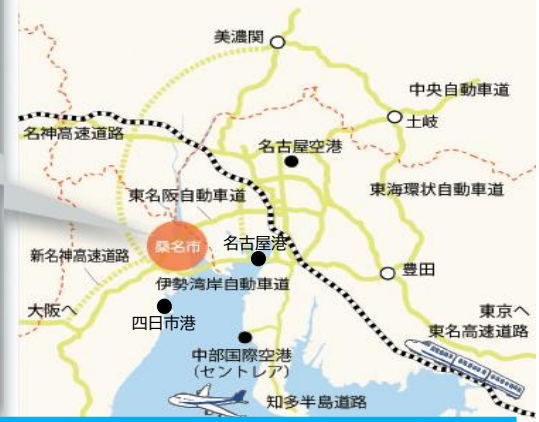 美濃関
中央自動車道
土岐
名神高速道路
名古屋空港
東名阪自動車道
東海環状自動車道
桑名市
名古屋港
新名神高速道路
豊田
伊勢湾岸自動車道
大阪へ
四日市港
東京へ
東名高速道路
中部国際空港
(セントレア)
知多半島道路